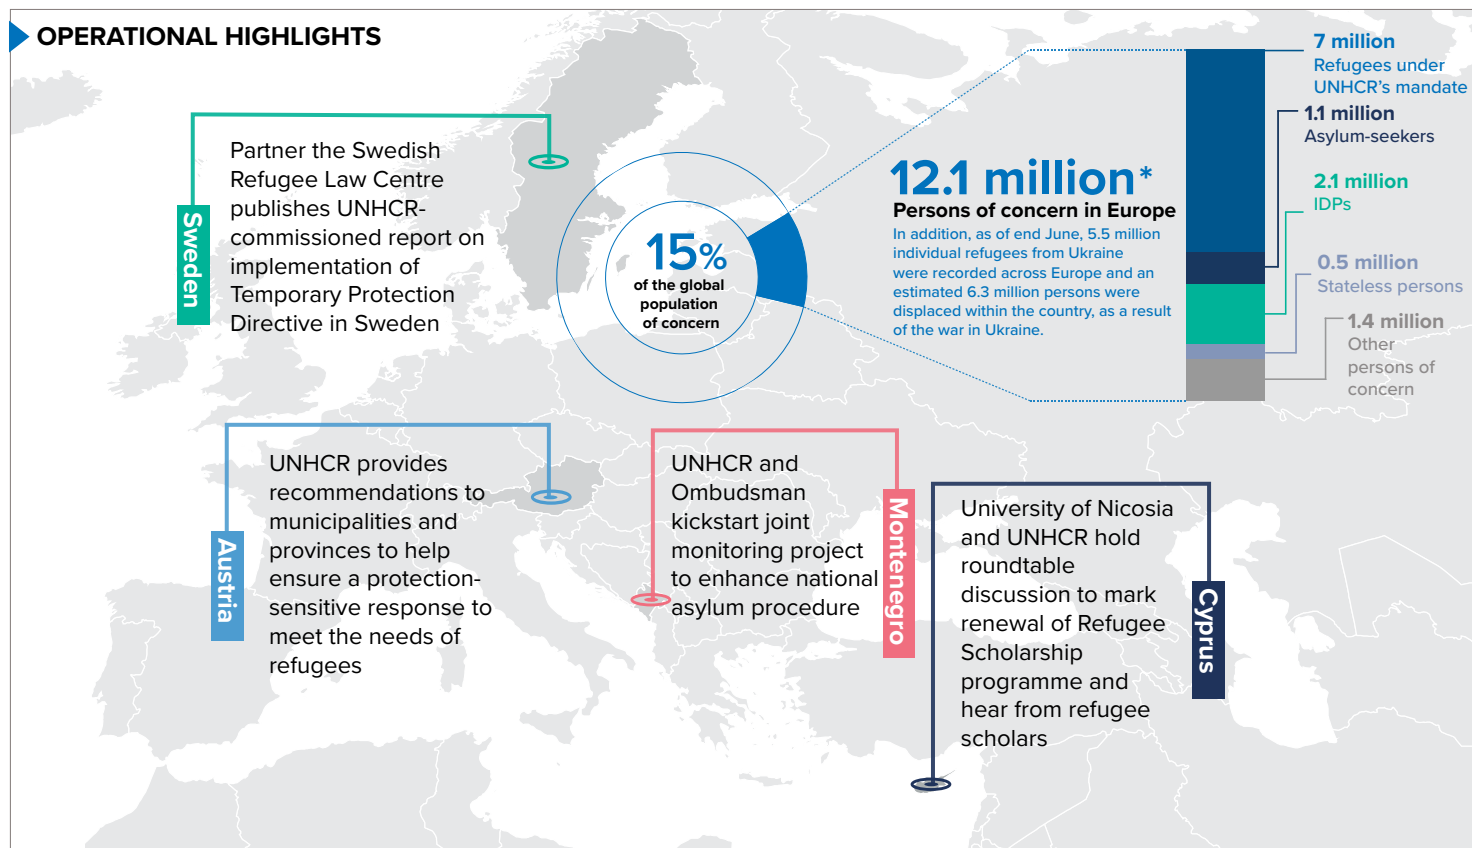 OPERATIONAL HIGHLIGHTS
Sweden
Partner the Swedish
Refugee Law Centre
publishes UNHCR-
commissioned report on
implementation of
Temporary Protection
Directive in Sweden
15%
of the global
population
of concern
12.1 million*
Persons of concern in Europe
In addition, as of end June, 5.5 million
individual refugees from Ukraine
were recorded across Europe and an
estimated 6.3 million persons were
displaced within the country, as a result
of the war in Ukraine.
7 million
Refugees under
UNHCR's mandate
1.1 million
Asylum-seekers
2.1 million
IDPs
0.5 million
Stateless persons
1.4 million
Other
persons of
concern
Austria
UNHCR provides
recommendations to
municipalities and
provinces to help
ensure a protection-
sensitive response to
meet the needs of
refugees
UNHCR and
Ombudsman
kickstart joint
monitoring project
to enhance national
asylum procedure
Montenegro
University of Nicosia
and UNHCR hold
roundtable
discussion to mark
renewal of Refugee
Scholarship
programme and
hear from refugee
scholars
Cyprus